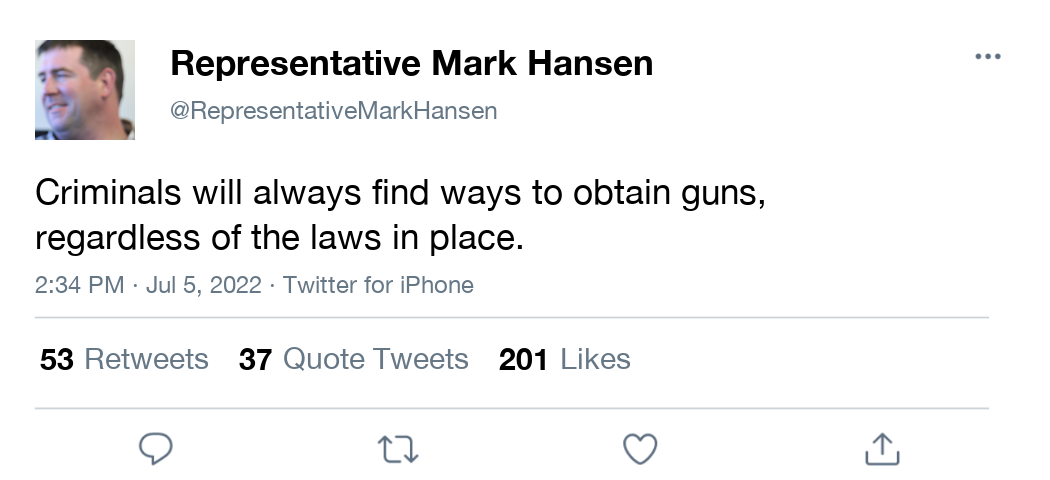 Representative Mark Hansen
@RepresentativeMarkHansen
Criminals will always find ways to obtain guns,
regardless of the laws in place.
2:34 PM · Jul 5, 2022 · Twitter for iPhone
53 Retweets 37 Quote Tweets 201 Likes